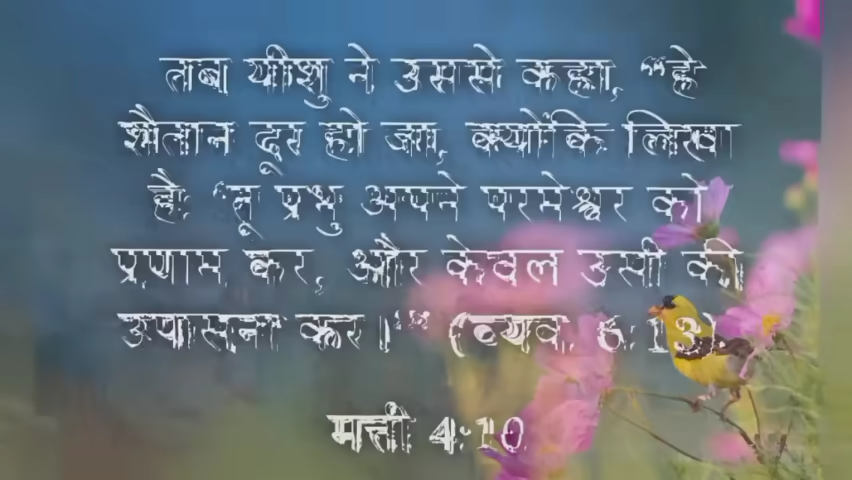 तब यीशु ने उससे कहा, “हे
शैतान दूर हो जा, क्योंकि लिखा
है: ‘तू प्रभु अपने परमेश्वर को
प्रणाम कर, और केवल उसी की
उपासना कर।’” (व्यव. 6:13).
मत्ती 4:10